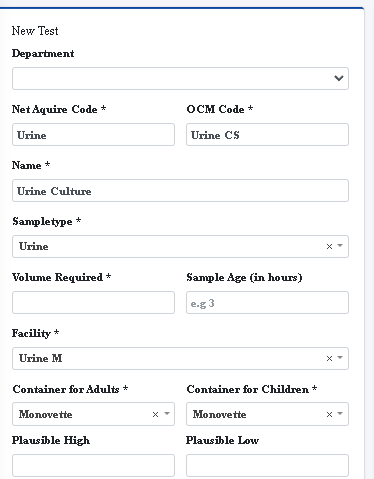 New Test
Department
Net Aquire Code * OCM Code *
Urine Urine CS
Name *
Urine Culture
Sampletype *
Urine ×
Volume Required * Sample Age (in hours)
e.g 3
Facility *
Urine M ×
Container for Adults * Container for Children *
Monovette × Monovette ×
Plausible High Plausible Low